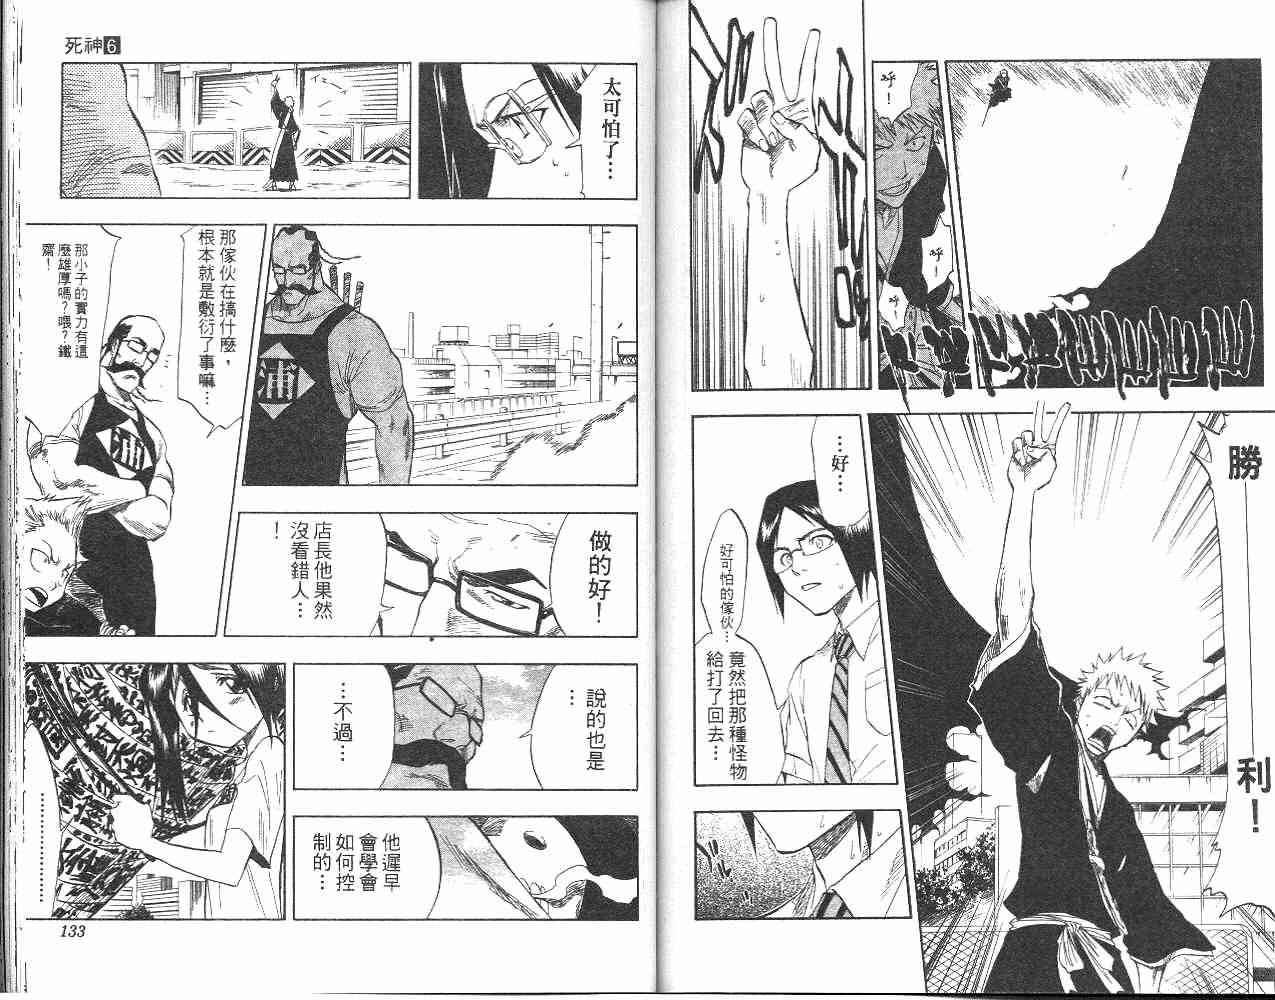 呼！
呼！
呼！
勝
利！
…好…
好可怕的傢伙…
竟然把那種怪物
給打了回去…
死神6
太可怕了…
浦
那傢伙在搞什麼，
根本就是敷衍了事嘛…
那小子的實力有這
麼雄厚嗎？喂？鐵
齋！
浦
做的好！
店長他果然
沒看錯人…
！
說的也是
…
…不過…
他遲早
會學會
如何控
制的…
…………………
133